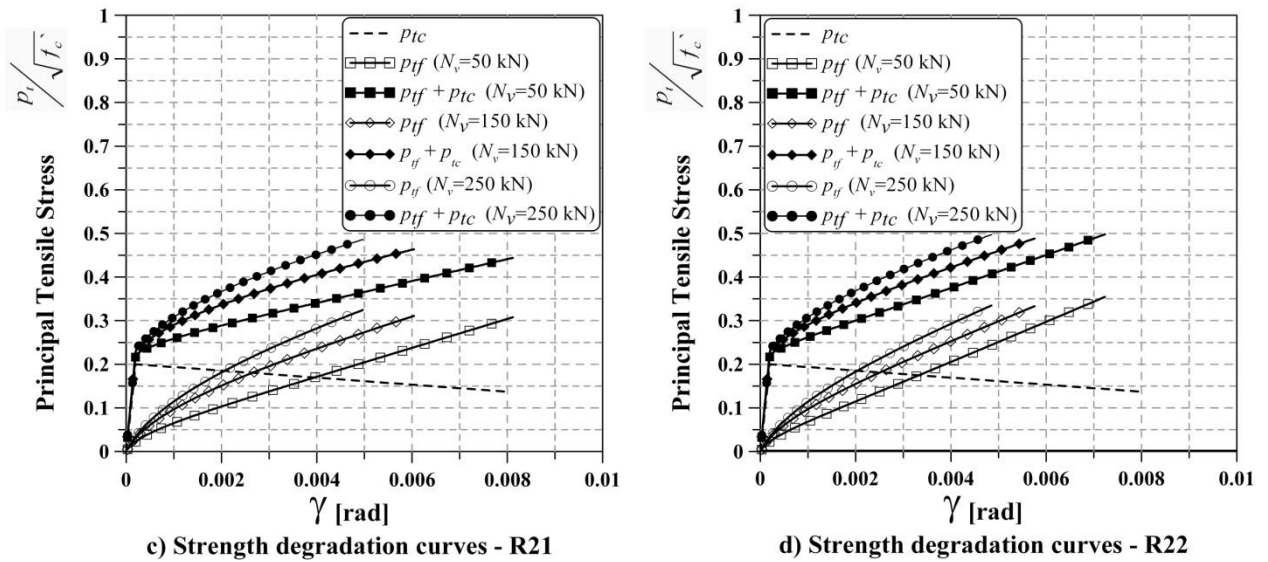 1
0.9
0.8
0.7
0.6
0.5
0.4
0.3
0.2
0.1
0
Principal Tensile Stress
p_t/√f_c`
p_tc
p_tf (N_v=50 kN)
p_tf + p_tc (N_v=50 kN)
p_tf (N_v=150 kN)
p_tf + p_tc (N_v=150 kN)
p_tf (N_v=250 kN)
p_tf + p_tc (N_v=250 kN)
0 0.002 0.004 0.006 0.008 0.01
γ [rad]
c) Strength degradation curves - R21
1
0.9
0.8
0.7
0.6
0.5
0.4
0.3
0.2
0.1
0
Principal Tensile Stress
p_t/√f_c`
p_tc
p_tf (N_v=50 kN)
p_tf + p_tc (N_v=50 kN)
p_tf (N_v=150 kN)
p_tf + p_tc (N_v=150 kN)
p_tf (N_v=250 kN)
p_tf + p_tc (N_v=250 kN)
0 0.002 0.004 0.006 0.008 0.01
γ [rad]
d) Strength degradation curves - R22